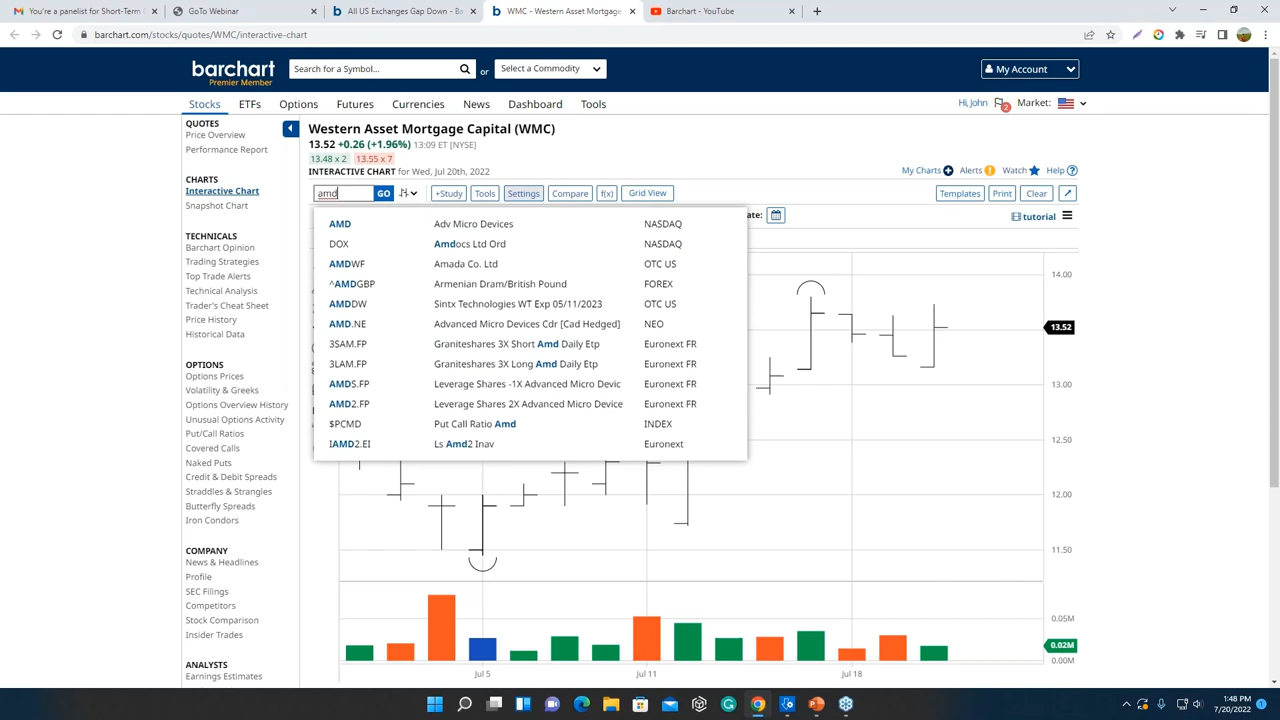 You're a panelist for Short-Term (
GoTo Webinar
All US Exchanges Gap Down - Ba
WMC - Western Asset Mortgage
Barchart - YouTube
barchart.com/stocks/quotes/WMC/interactive-chart
barchart
Premier Member
Search for a Symbol...
or
Select a Commodity
My Account
Stocks ETFs Options Futures Currencies News Dashboard Tools
Hi, John
2
Market:
QUOTES
Price Overview
Performance Report
CHARTS
Interactive Chart
Snapshot Chart
TECHNICALS
Barchart Opinion
Trading Strategies
Top Trade Alerts
Technical Analysis
Trader's Cheat Sheet
Price History
Historical Data
OPTIONS
Options Prices
Volatility & Greeks
Options Overview History
Unusual Options Activity
Put/Call Ratios
Covered Calls
Naked Puts
Credit & Debit Spreads
Straddles & Strangles
Butterfly Spreads
Iron Condors
COMPANY
News & Headlines
Profile
SEC Filings
Competitors
Stock Comparison
Insider Trades
ANALYSTS
Earnings Estimates
Western Asset Mortgage Capital (WMC)
13.52 +0.26 (+1.96%) 13:09 ET [NYSE]
13.48 x 2 13.55 x 7
INTERACTIVE CHART for Wed, Jul 20th, 2022
My Charts Alerts Watch Help
amd GO +Study Tools Settings Compare f(x) Grid View Templates Print Clear
ate:
tutorial
AMD Adv Micro Devices NASDAQ
DOX Amdocs Ltd Ord NASDAQ
AMDWF Amada Co. Ltd OTC US
^AMDGBP Armenian Dram/British Pound FOREX
AMDDW Sintx Technologies WT Exp 05/11/2023 OTC US
AMD.NE Advanced Micro Devices Cdr [Cad Hedged] NEO
3SAM.FP Graniteshares 3X Short Amd Daily Etp Euronext FR
3LAM.FP Graniteshares 3X Long Amd Daily Etp Euronext FR
AMDS.FP Leverage Shares -1X Advanced Micro Devic Euronext FR
AMD2.FP Leverage Shares 2X Advanced Micro Device Euronext FR
$PCMD Put Call Ratio Amd INDEX
IAMD2.EI Ls Amd2 Inav Euronext
14.00
13.52
13.00
12.50
12.00
11.50
0.05M
0.02M
0.00M
Jul 5 Jul 11 Jul 18
1:48 PM
7/20/2022